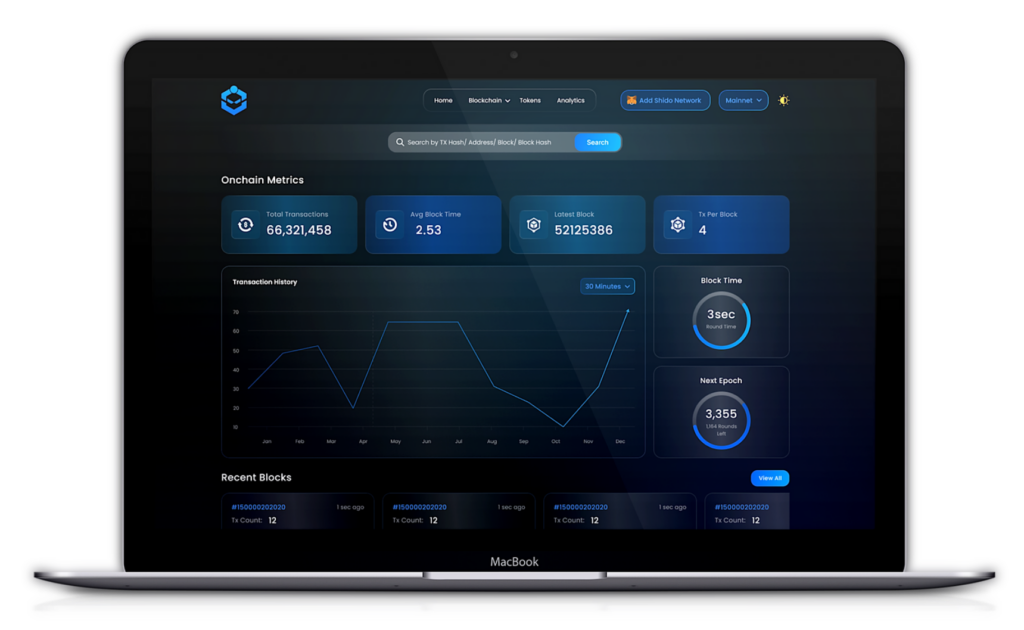 Home Blockchain Tokens Analytics Add Shido Network Mainnet
Search by TX Hash/ Address/ Block/ Block Hash Search
Onchain Metrics
Total Transactions
66,321,458
Avg Block Time
2.53
Latest Block
52125386
Tx Per Block
4
Transaction History
30 Minutes
60
50
40
30
20
10
Jan Feb Mar Apr May Jun Jul Aug Sep Oct Nov Dec
Block Time
3sec
Round Time
Next Epoch
3,355
1,164 Rounds
Left
Recent Blocks
View All
#150000202020 1 sec ago
Tx Count: 12
#150000202020 1 sec ago
Tx Count: 12
#150000202020 1 sec ago
Tx Count: 12
#150000202020
Tx Count: 12
MacBook